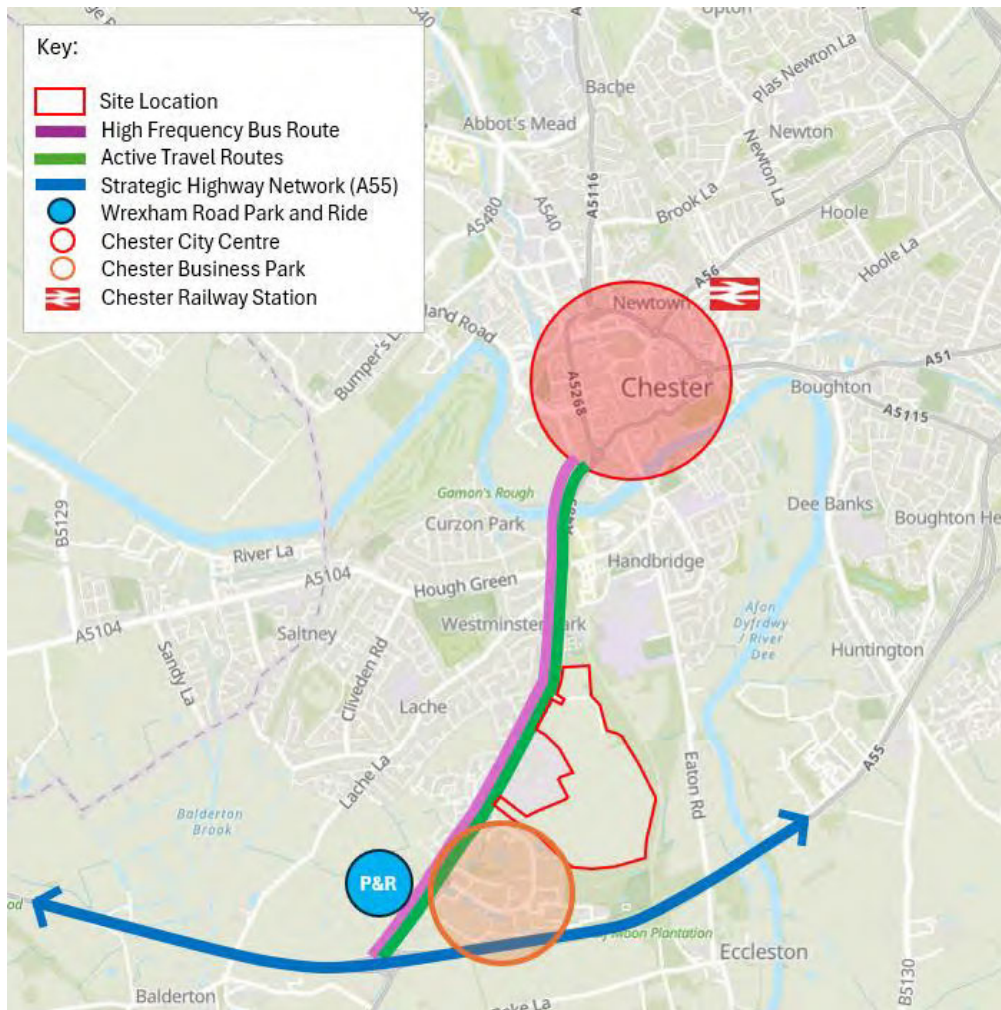 Key:
Site Location
High Frequency Bus Route
Active Travel Routes
Strategic Highway Network (A55)
Wrexham Road Park and Ride
Chester City Centre
Chester Business Park
Chester Railway Station
Upton
Bache
Plas Newton La
Abbot's Mead
Newton
Newton La
A5116
A540
A5480
Brook La
Hoole
Hoole La
A56
Newtown
land Road
Bumper's L
A51
Chester
Boughton
A5268
A5115
Gamon's Rough
B5129
Curzon Park
Dee Banks
Boughton He
River La
Handbridge
A5104
Hough Green
Westminster Park
Afon
Dyfrdwy
/ River
Dee
A5104
Saltney
Sandy La
Cliveden Rd
Huntington
Lache
A55
Eaton Rd
Lache La
Balderton
Brook
P&R
od
Moon Plantation
Eccleston
Balderton
B5130